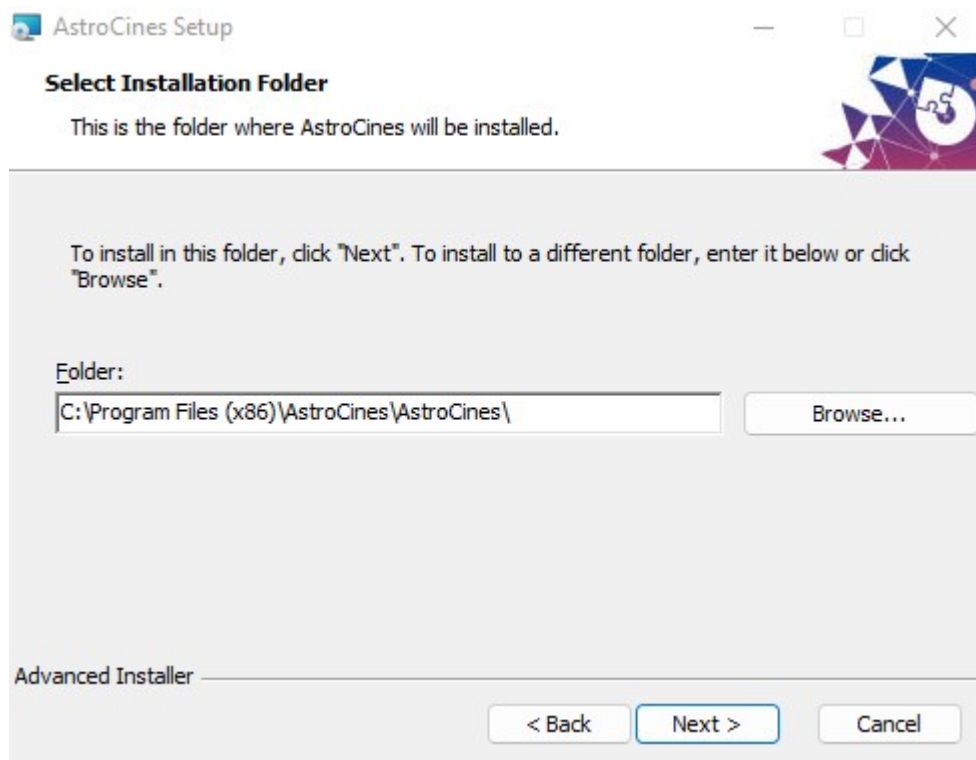 AstroCines Setup
Select Installation Folder
This is the folder where AstroCines will be installed.
To install in this folder, click "Next". To install to a different folder, enter it below or click
"Browse".
Folder:
C:\Program Files (x86)\AstroCines\AstroCines\
Browse...
Advanced Installer
< Back
Next >
Cancel